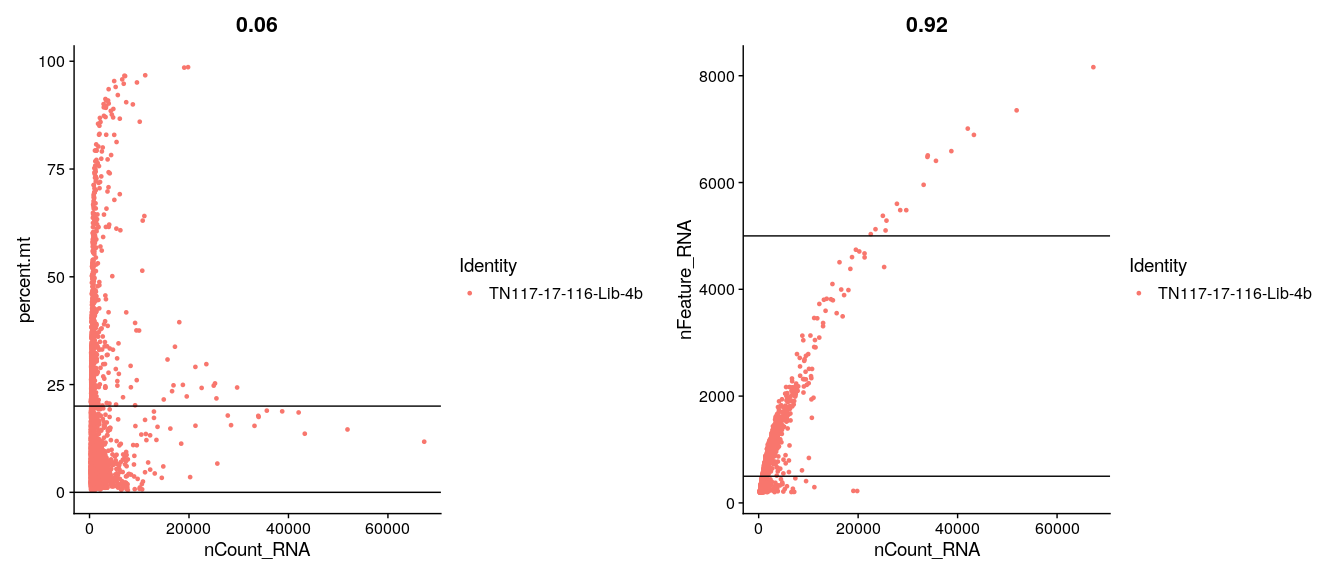 0.06
percent.mt
100
75
50
25
0
0
20000
40000
60000
nCount_RNA
Identity
TN117-17-116-Lib-4b
0.92
nFeature_RNA
8000
6000
4000
2000
0
0
20000
40000
60000
nCount_RNA
Identity
TN117-17-116-Lib-4b